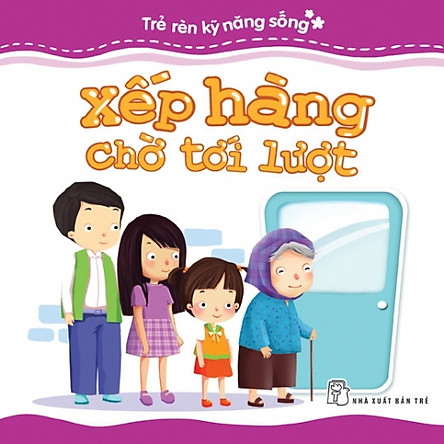 Trẻ rèn kỹ năng sống
xếp hàng
chờ tới lượt
NHÀ XUẤT BẢN TRẺ